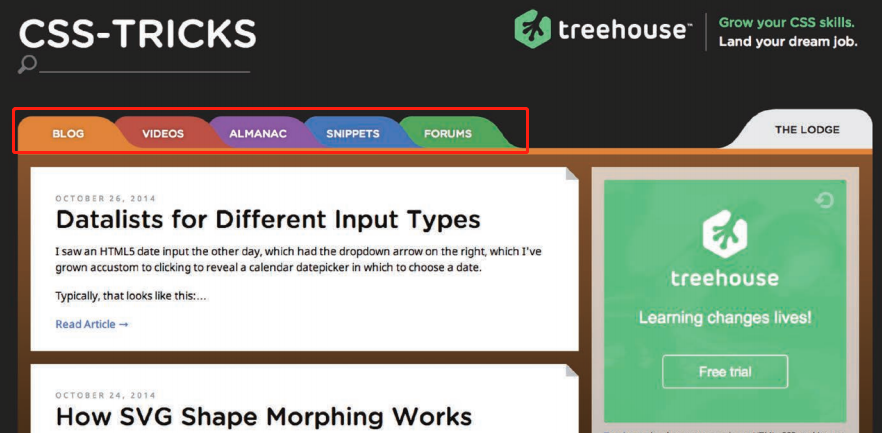 CSS-TRICKS
treehouse™
Grow your CSS skills.
Land your dream job.
BLOG
VIDEOS
ALMANAC
SNIPPETS
FORUMS
THE LODGE
OCTOBER 26, 2014
Datalists for Different Input Types
I saw an HTML5 date input the other day, which had the dropdown arrow on the right, which I've
grown accustom to clicking to reveal a calendar datepicker in which to choose a date.
Typically, that looks like this:…
Read Article →
OCTOBER 24, 2014
How SVG Shape Morphing Works
treehouse
Learning changes lives!
Free trial